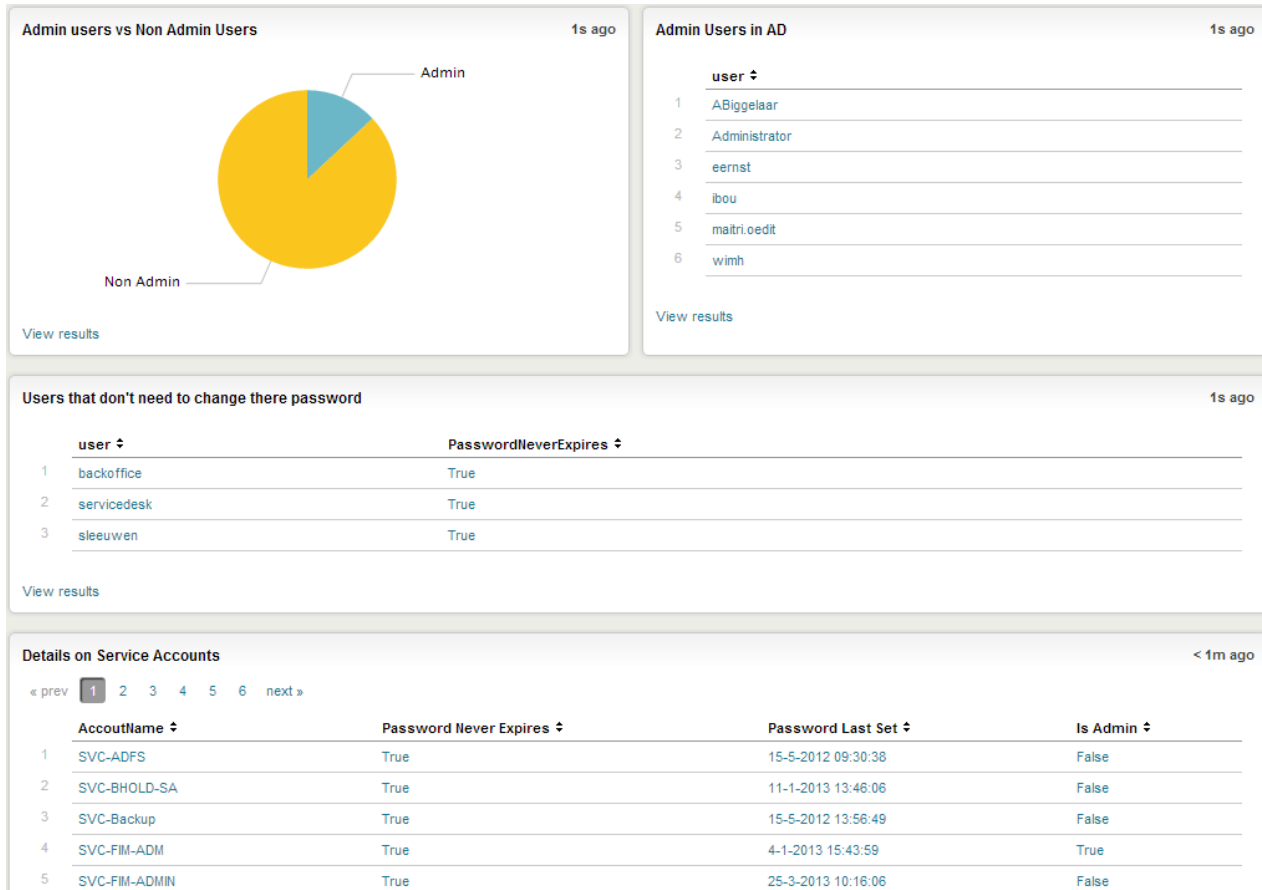 Admin users vs Non Admin Users 1s ago
Admin
Non Admin
View results
Admin Users in AD 1s ago
user
1 ABiggelaar
2 Administrator
3 eernst
4 ibou
5 maitri.oedit
6 wimh
View results
Users that don't need to change there password 1s ago
user PasswordNeverExpires
1 backoffice True
2 servicedesk True
3 sleeuwen True
View results
Details on Service Accounts < 1m ago
« prev 1 2 3 4 5 6 next »
AccoutName Password Never Expires Password Last Set Is Admin
1 SVC-ADFS True 15-5-2012 09:30:38 False
2 SVC-BHOLD-SA True 11-1-2013 13:46:06 False
3 SVC-Backup True 15-5-2012 13:56:49 False
4 SVC-FIM-ADM True 4-1-2013 15:43:59 True
5 SVC-FIM-ADMIN True 25-3-2013 10:16:06 False